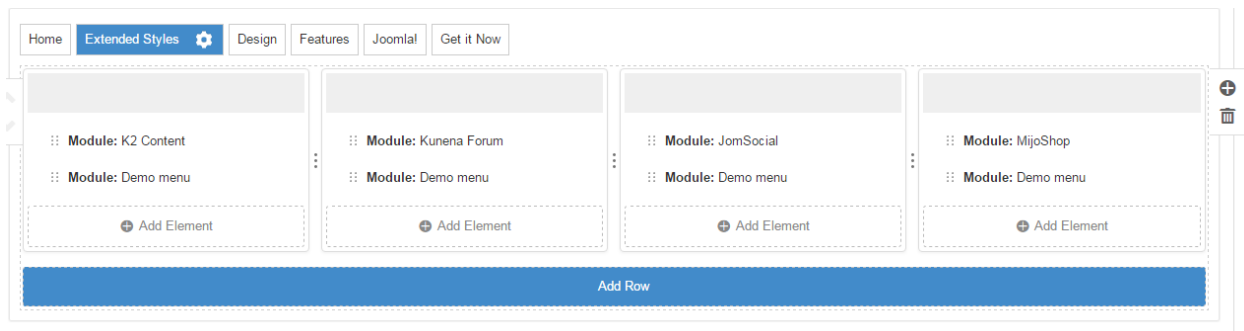 Home Extended Styles Design Features Joomla! Get it Now
Module: K2 Content Module: Kunena Forum Module: JomSocial Module: MijoShop
Module: Demo menu Module: Demo menu Module: Demo menu Module: Demo menu
Add Element Add Element Add Element Add Element
Add Row